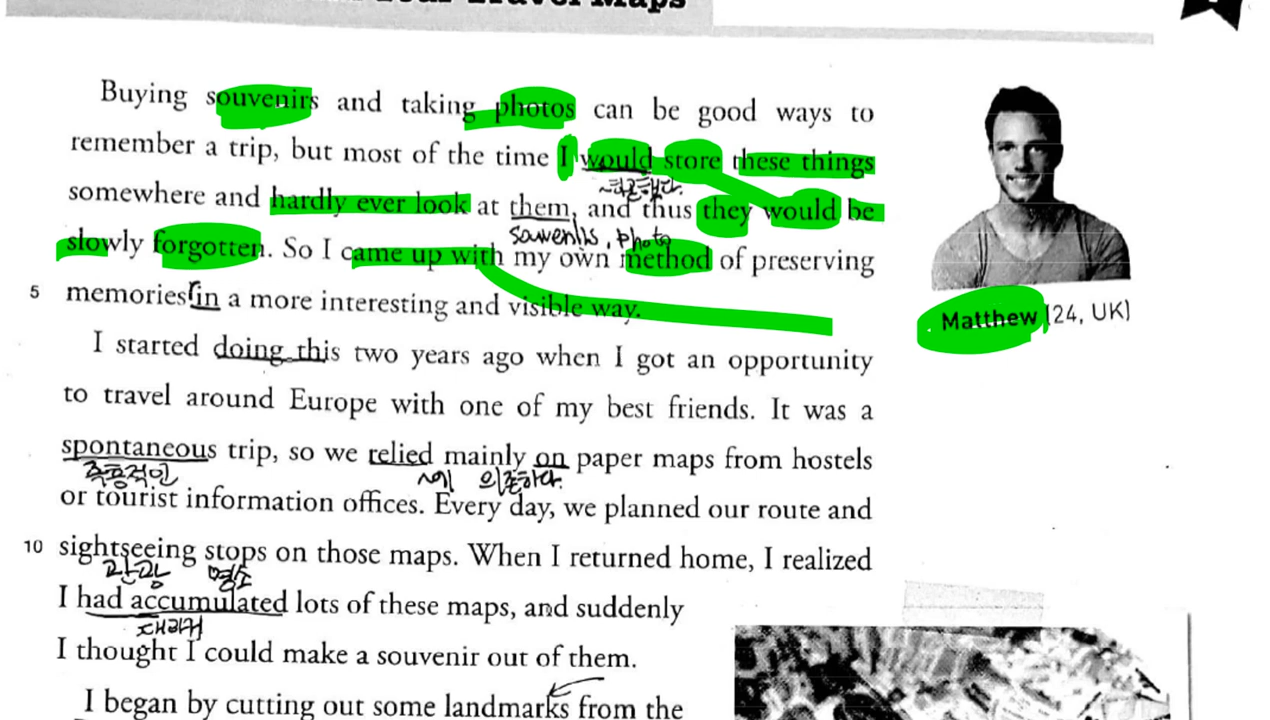 Your Travel Maps
Buying souvenirs and taking photos can be good ways to
remember a trip, but most of the time I would store these things
~하곤 했다.
somewhere and hardly ever look at them, and thus they would be
souvenirs, photo
slowly forgotten. So I came up with my own method of preserving
5 memories in a more interesting and visible way.
Matthew (24, UK)
I started doing this two years ago when I got an opportunity
to travel around Europe with one of my best friends. It was a
spontaneous trip, so we relied mainly on paper maps from hostels
즉흥적인 ~에 의존하다.
or tourist information offices. Every day, we planned our route and
10 sightseeing stops on those maps. When I returned home, I realized
관광 명소
I had accumulated lots of these maps, and suddenly
I thought I could make a souvenir out of them.
I began by cutting out some landmarks from the